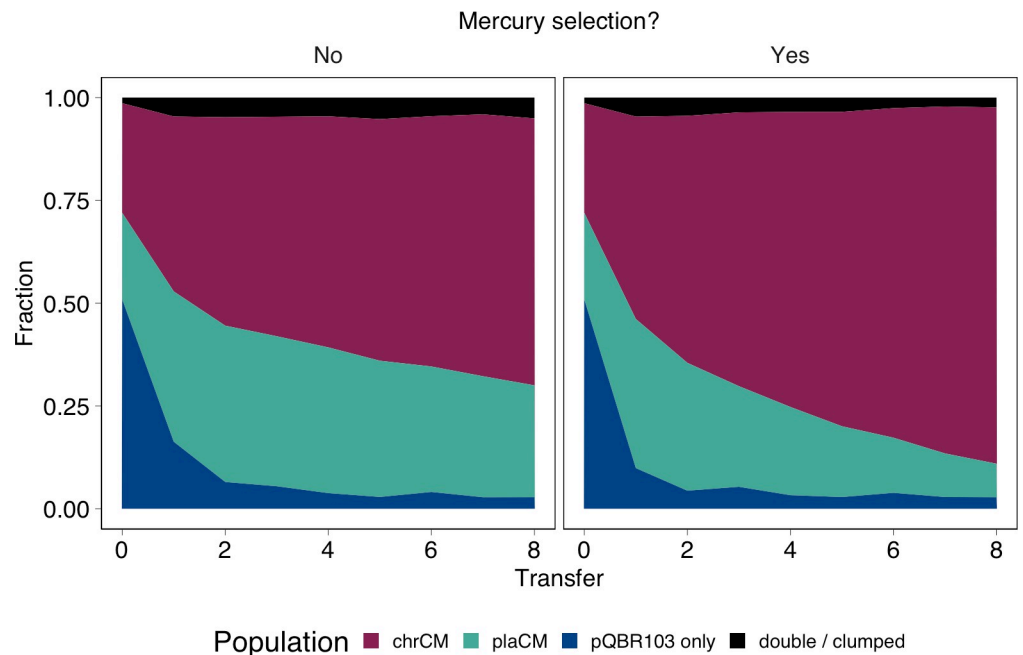 Mercury selection?
No Yes
1.00
0.75
0.50
0.25
0.00
Fraction
0 2 4 6 8 0 2 4 6 8
Transfer
Population chrCM plaCM pQBR103 only double / clumped